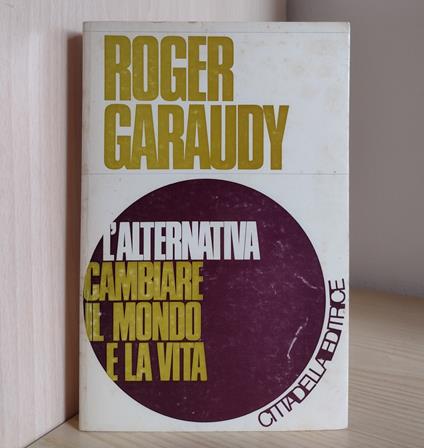 ROGER
GARAUDY
L'ALTERNATIVA
CAMBIARE
IL MONDO
E LA VITA
CITTADELLA EDITRICE